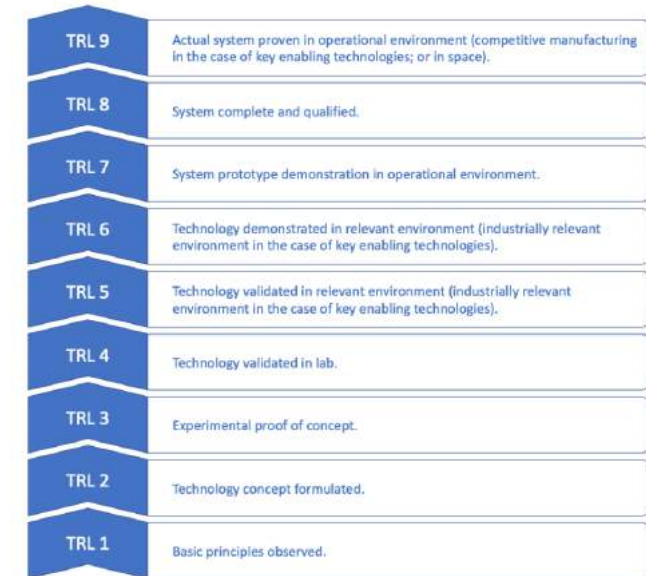 TRL 9
Actual system proven in operational environment (competitive manufacturing
in the case of key enabling technologies; or in space).
TRL 8
System complete and qualified.
TRL 7
System prototype demonstration in operational environment.
TRL 6
Technology demonstrated in relevant environment (industrially relevant
environment in the case of key enabling technologies).
TRL 5
Technology validated in relevant environment (industrially relevant
environment in the case of key enabling technologies).
TRL 4
Technology validated in lab.
TRL 3
Experimental proof of concept.
TRL 2
Technology concept formulated.
TRL 1
Basic principles observed.